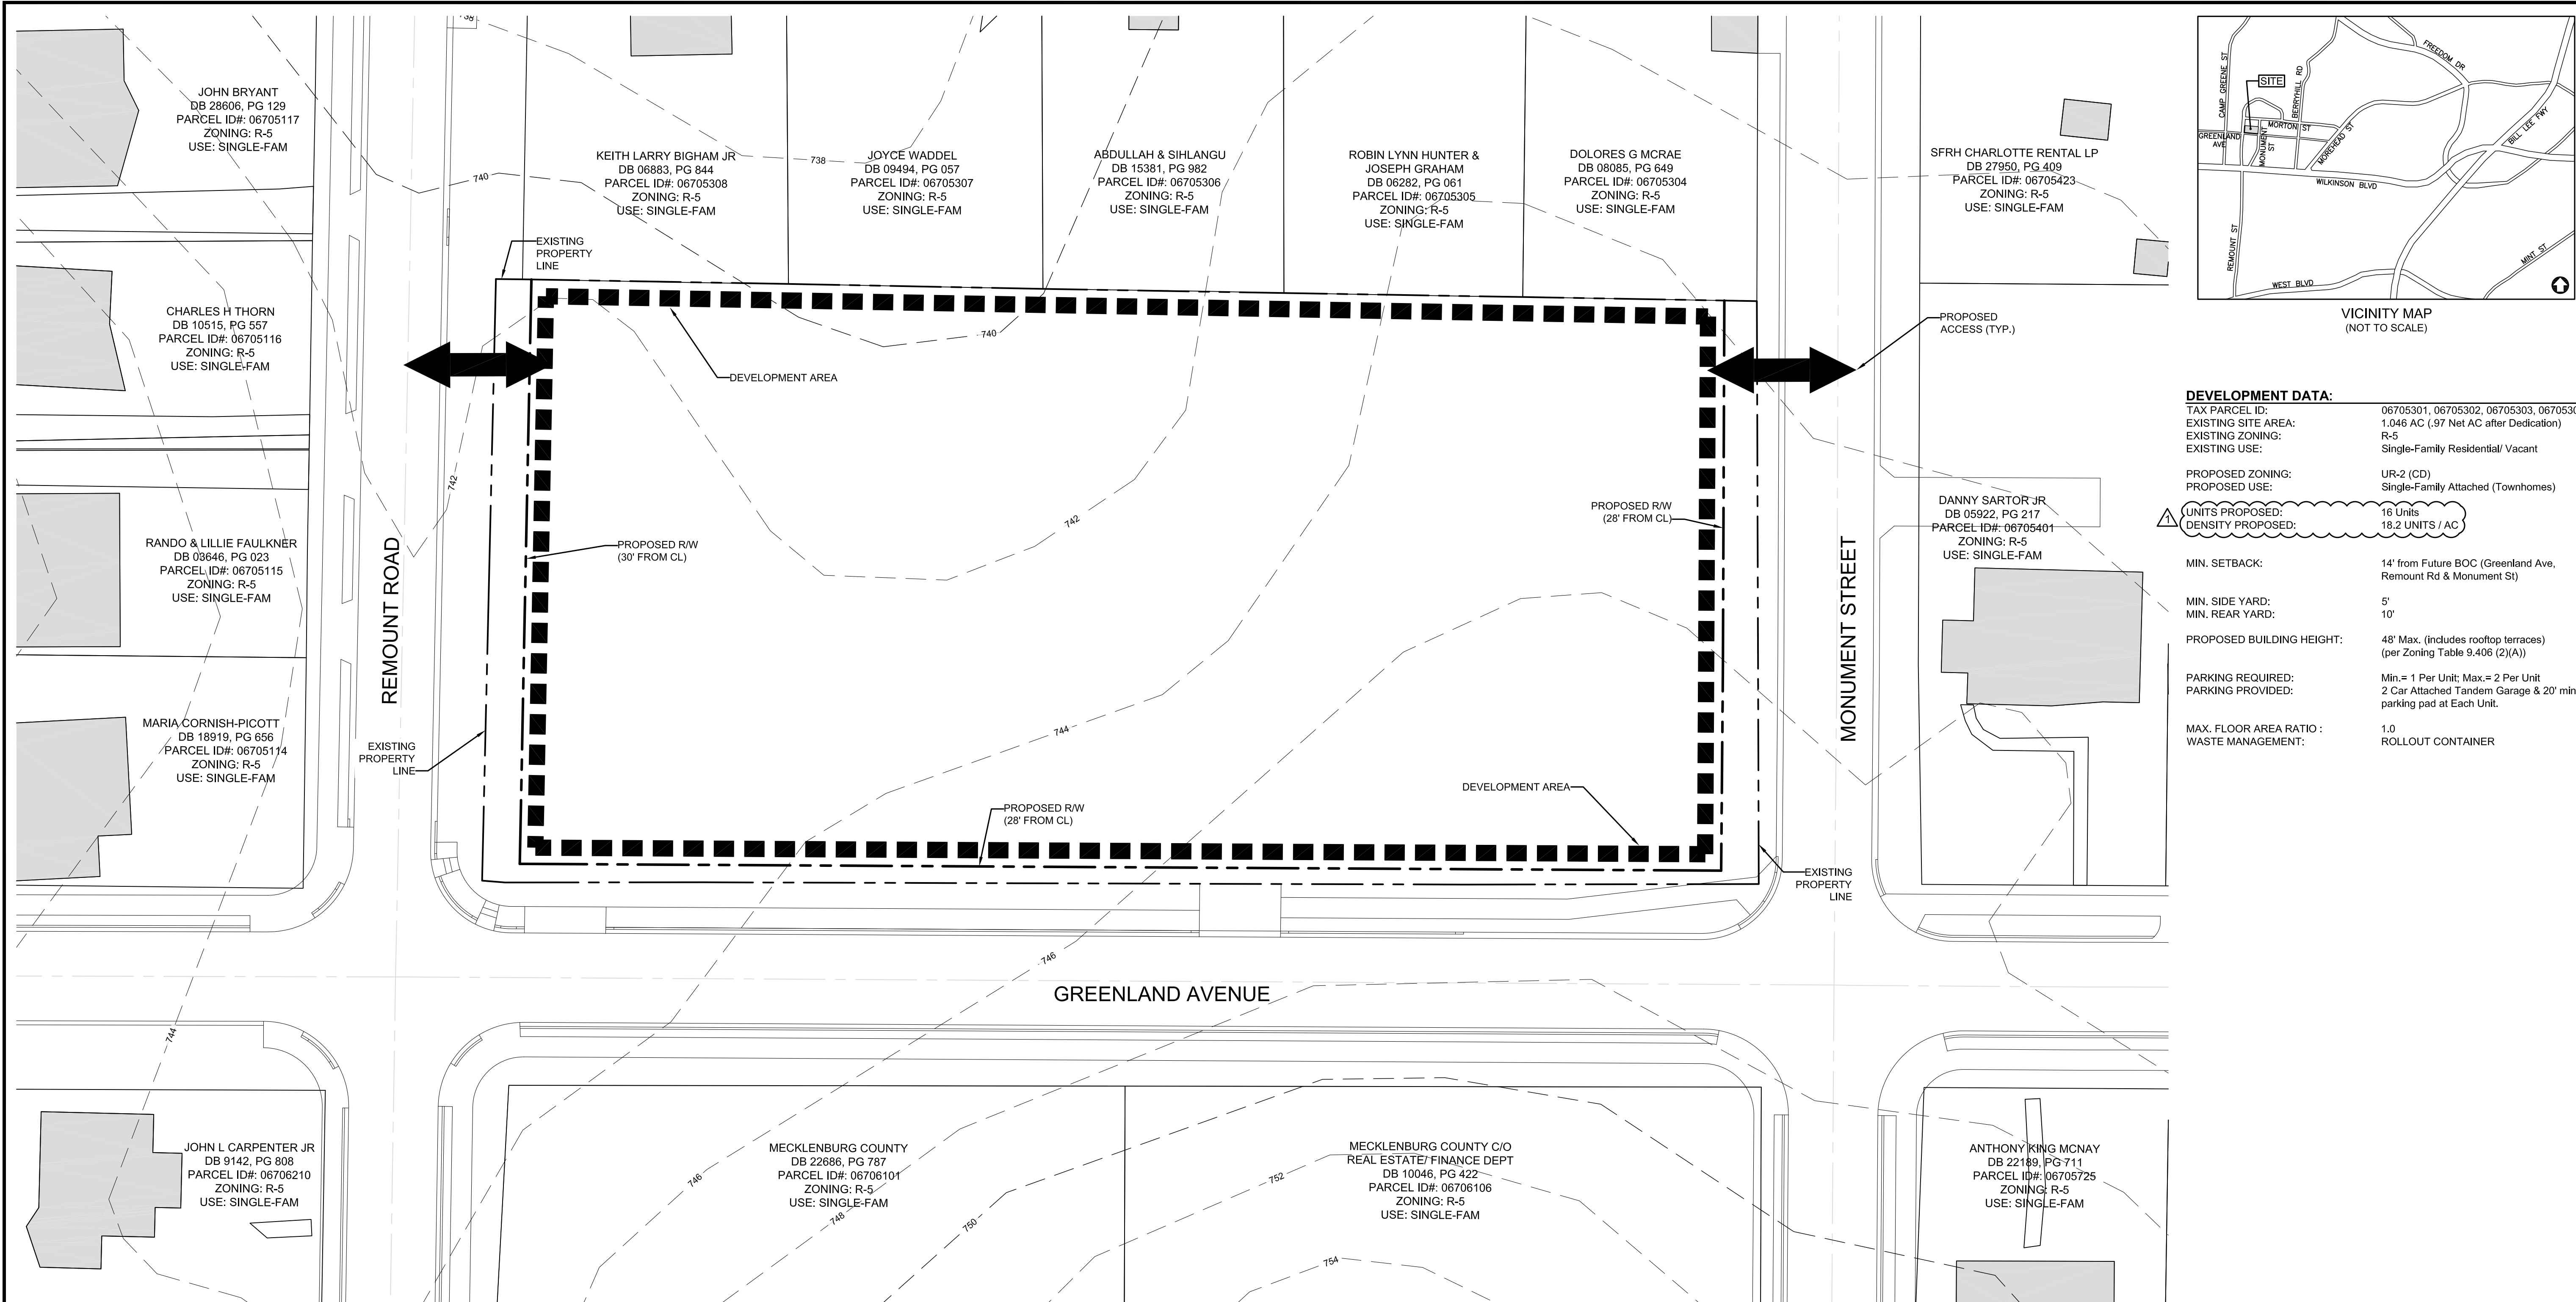 JOHN BRYANT
DB 28606, PG 129
PARCEL ID#: 06705117
ZONING: R-5
USE: SINGLE-FAM
KEITH LARRY BIGHAM JR
DB 06883, PG 844
PARCEL ID#: 06705308
ZONING: R-5
USE: SINGLE-FAM
JOYCE WADDEL
DB 09494, PG 057
PARCEL ID#: 06705307
ZONING: R-5
USE: SINGLE-FAM
ABDULLAH & SIHLANGU
DB 15381, PG 982
PARCEL ID#: 06705306
ZONING: R-5
USE: SINGLE-FAM
ROBIN LYNN HUNTER &
JOSEPH GRAHAM
DB 06282, PG 061
PARCEL ID#: 06705305
ZONING: R-5
USE: SINGLE-FAM
DOLORES G MCRAE
DB 08085, PG 649
PARCEL ID#: 06705304
ZONING: R-5
USE: SINGLE-FAM
SFRH CHARLOTTE RENTAL LP
DB 27950, PG 409
PARCEL ID#: 06705423
ZONING: R-5
USE: SINGLE-FAM
738
738
740
740
742
742
744
746
EXISTING
PROPERTY
LINE
DEVELOPMENT AREA
PROPOSED
ACCESS (TYP.)
CHARLES H THORN
DB 10515, PG 557
PARCEL ID#: 06705116
ZONING: R-5
USE: SINGLE-FAM
RANDO & LILLIE FAULKNER
DB 03646, PG 023
PARCEL ID#: 06705115
ZONING: R-5
USE: SINGLE-FAM
MARIA CORNISH-PICOTT
DB 18919, PG 656
PARCEL ID#: 06705114
ZONING: R-5
USE: SINGLE-FAM
REMOUNT ROAD
PROPOSED R/W
(30' FROM CL)
PROPOSED R/W
(28' FROM CL)
MONUMENT STREET
DANNY SARTOR JR
DB 05922, PG 217
PARCEL ID#: 06705401
ZONING: R-5
USE: SINGLE-FAM
EXISTING
PROPERTY
LINE
PROPOSED R/W
(28' FROM CL)
DEVELOPMENT AREA
EXISTING
PROPERTY
LINE
GREENLAND AVENUE
744
746
748
750
752
754
JOHN L CARPENTER JR
DB 9142, PG 808
PARCEL ID#: 06706210
ZONING: R-5
USE: SINGLE-FAM
MECKLENBURG COUNTY
DB 22686, PG 787
PARCEL ID#: 06706101
ZONING: R-5
USE: SINGLE-FAM
MECKLENBURG COUNTY C/O
REAL ESTATE/ FINANCE DEPT
DB 10046, PG 422
PARCEL ID#: 06706106
ZONING: R-5
USE: SINGLE-FAM
ANTHONY KING MCNAY
DB 22189, PG 711
PARCEL ID#: 06705725
ZONING: R-5
USE: SINGLE-FAM
CAMP GREENE ST
SITE
BERRYHILL RD
FREEDOM DR
GREENLAND
AVE
MONUMENT
ST
MORTON ST
MOREHEAD ST
BILL LEE FWY
WILKINSON BLVD
REMOUNT ST
WEST BLVD
MINT ST
VICINITY MAP
(NOT TO SCALE)
DEVELOPMENT DATA:
TAX PARCEL ID: 06705301, 06705302, 06705303, 0670530
EXISTING SITE AREA: 1.046 AC (.97 Net AC after Dedication)
EXISTING ZONING: R-5
EXISTING USE: Single-Family Residential/ Vacant
PROPOSED ZONING: UR-2 (CD)
PROPOSED USE: Single-Family Attached (Townhomes)
1
UNITS PROPOSED: 16 Units
DENSITY PROPOSED: 18.2 UNITS / AC
MIN. SETBACK: 14' from Future BOC (Greenland Ave,
Remount Rd & Monument St)
MIN. SIDE YARD: 5'
MIN. REAR YARD: 10'
PROPOSED BUILDING HEIGHT: 48' Max. (includes rooftop terraces)
(per Zoning Table 9.406 (2)(A))
PARKING REQUIRED: Min.= 1 Per Unit; Max.= 2 Per Unit
PARKING PROVIDED: 2 Car Attached Tandem Garage & 20' min
parking pad at Each Unit.
MAX. FLOOR AREA RATIO : 1.0
WASTE MANAGEMENT: ROLLOUT CONTAINER